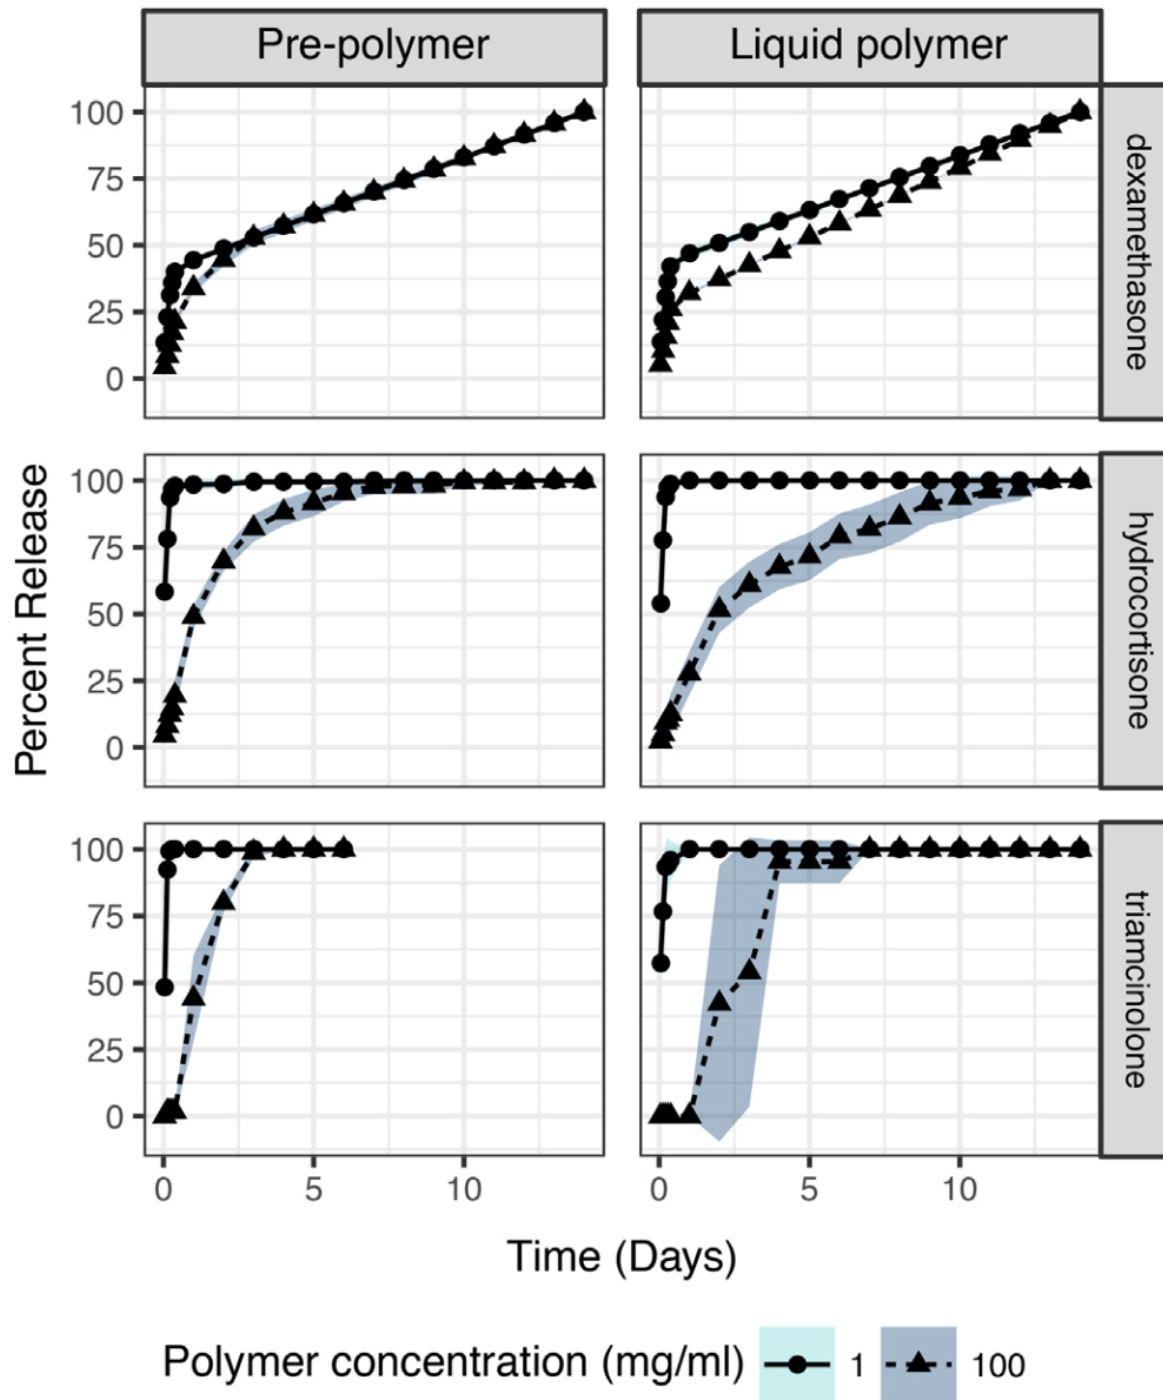 Pre-polymer
Liquid polymer
100
75
50
25
0
dexamethasone
100
75
50
25
0
hydrocortisone
100
75
50
25
0
triamcinolone
Percent Release
0 5 10
0 5 10
Time (Days)
Polymer concentration (mg/ml) 1 100